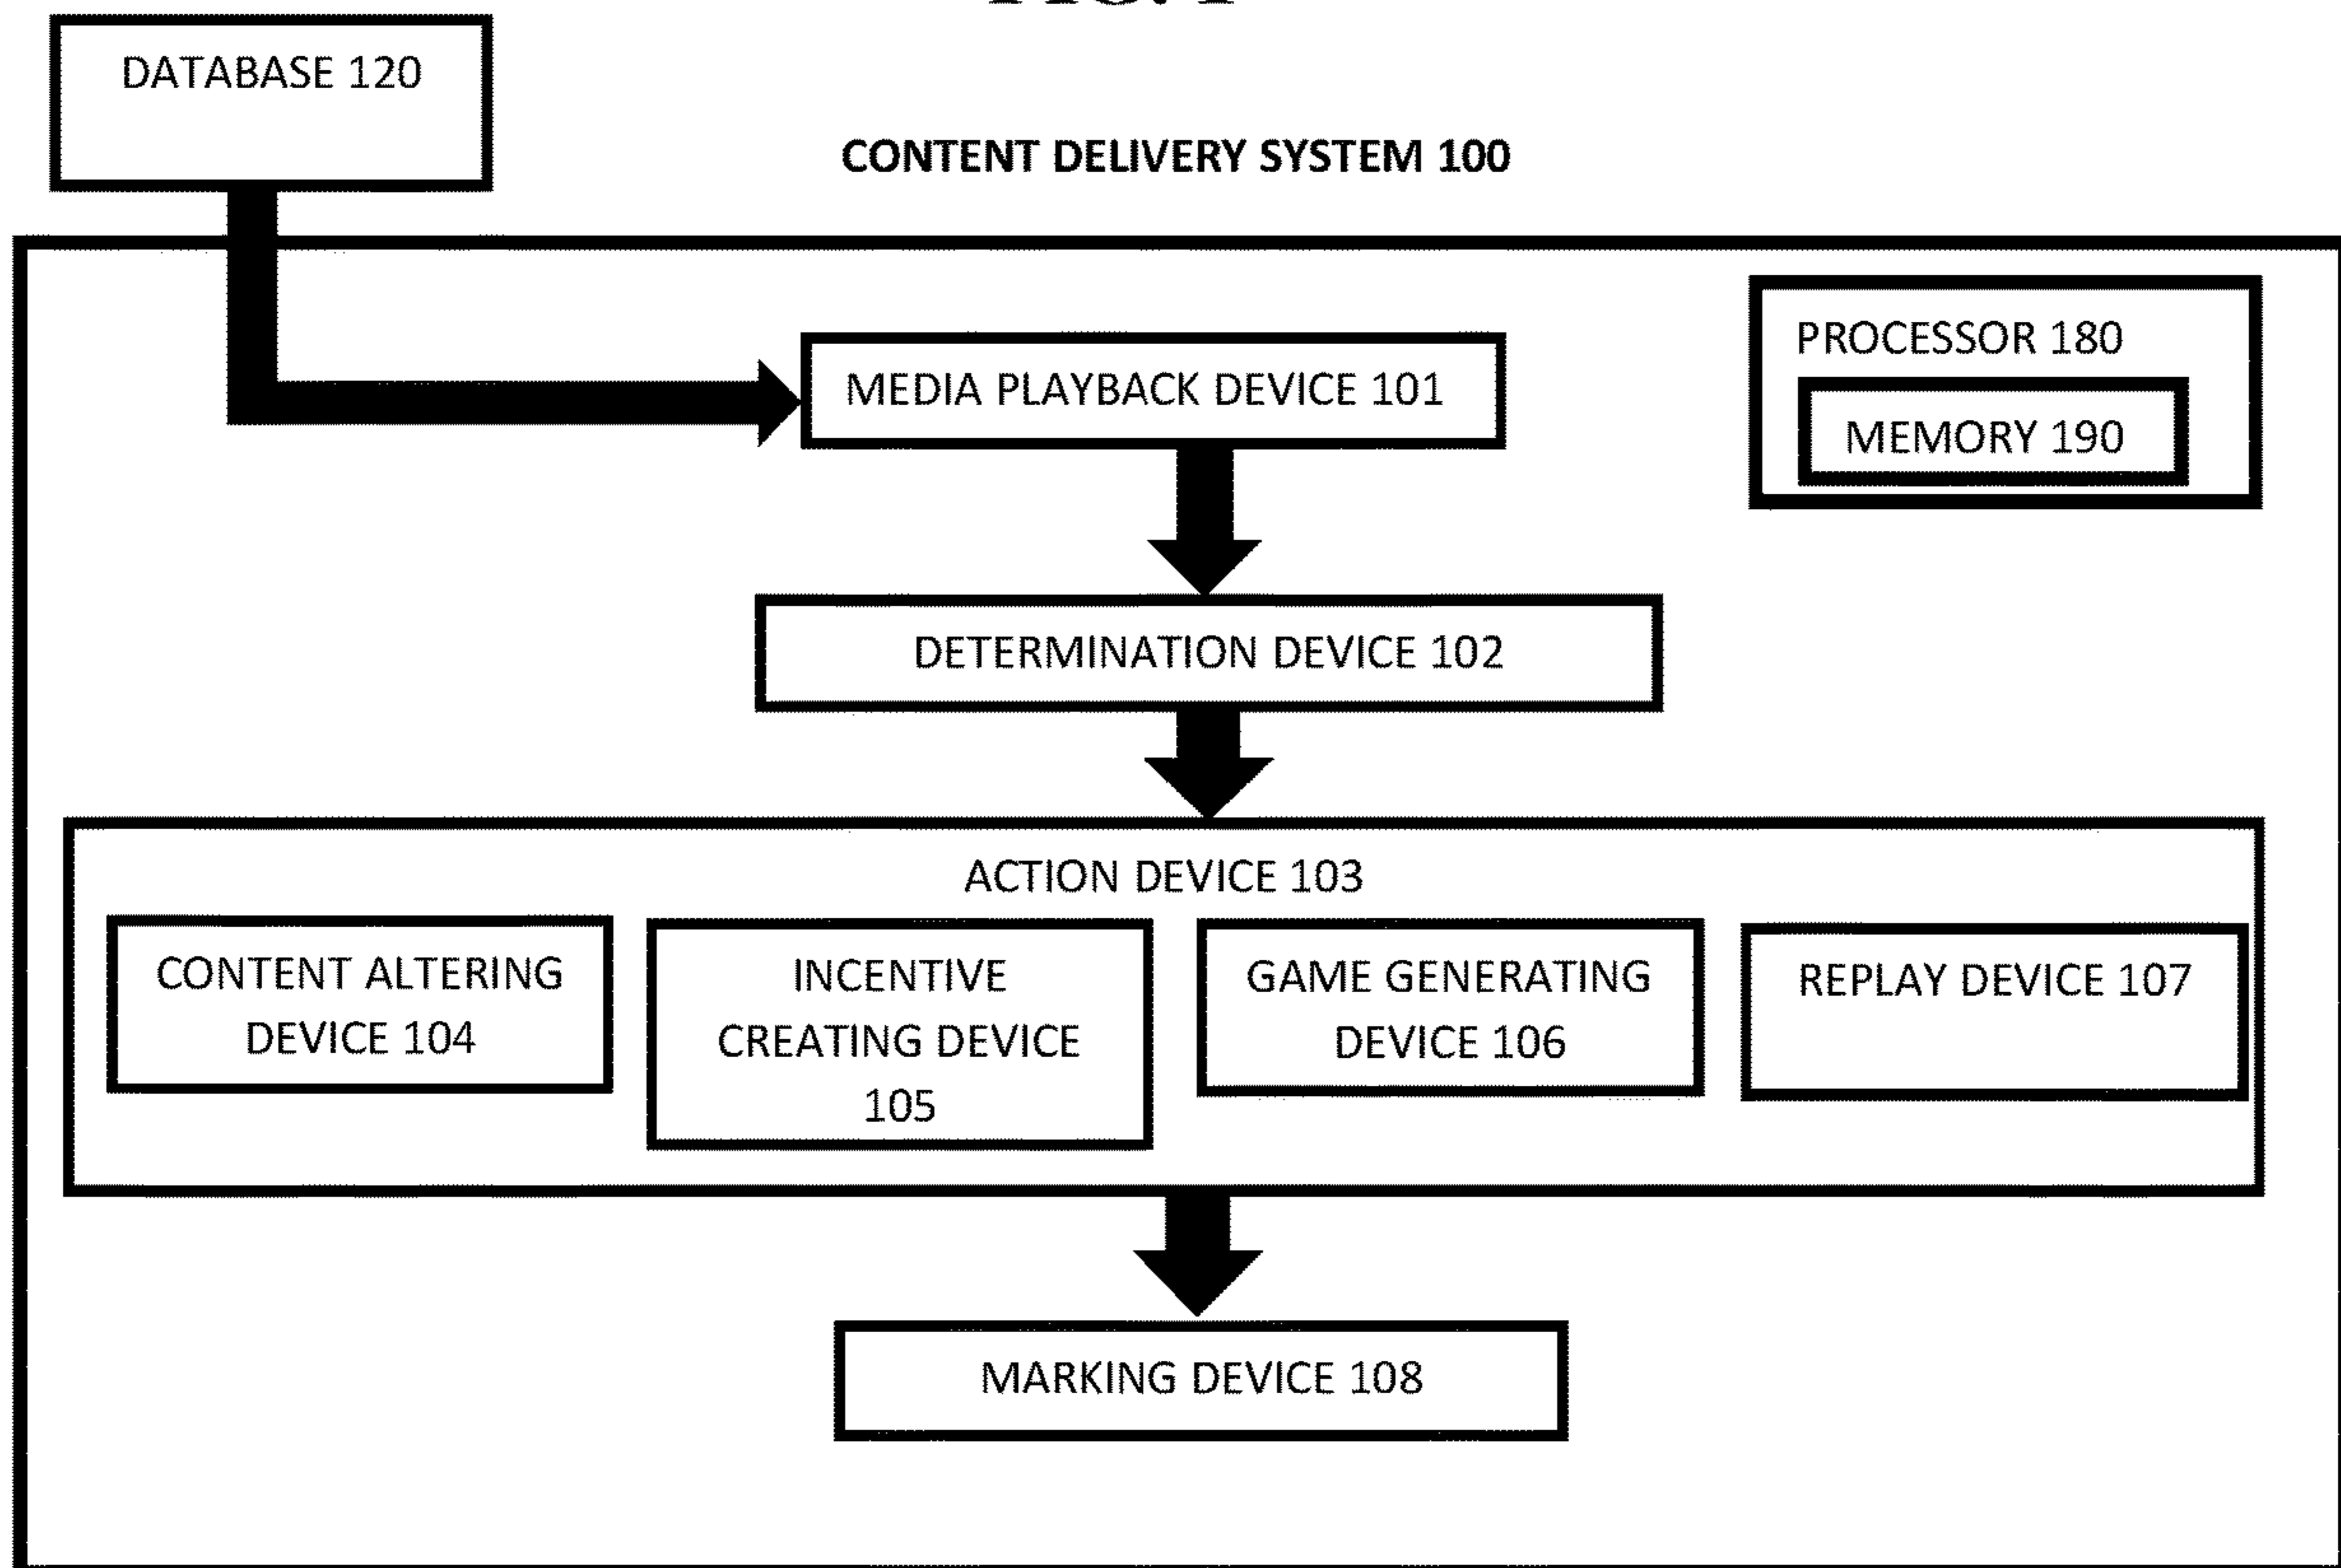 DATABASE 120
CONTENT DELIVERY SYSTEM 100
PROCESSOR 180
MEDIA PLAYBACK DEVICE 101
MEMORY 190
DETERMINATION DEVICE 102
ACTION DEVICE 103
CONTENT ALTERING
DEVICE 104
INCENTIVE
CREATING DEVICE
105
GAME GENERATING
DEVICE 106
REPLAY DEVICE 107
MARKING DEVICE 108